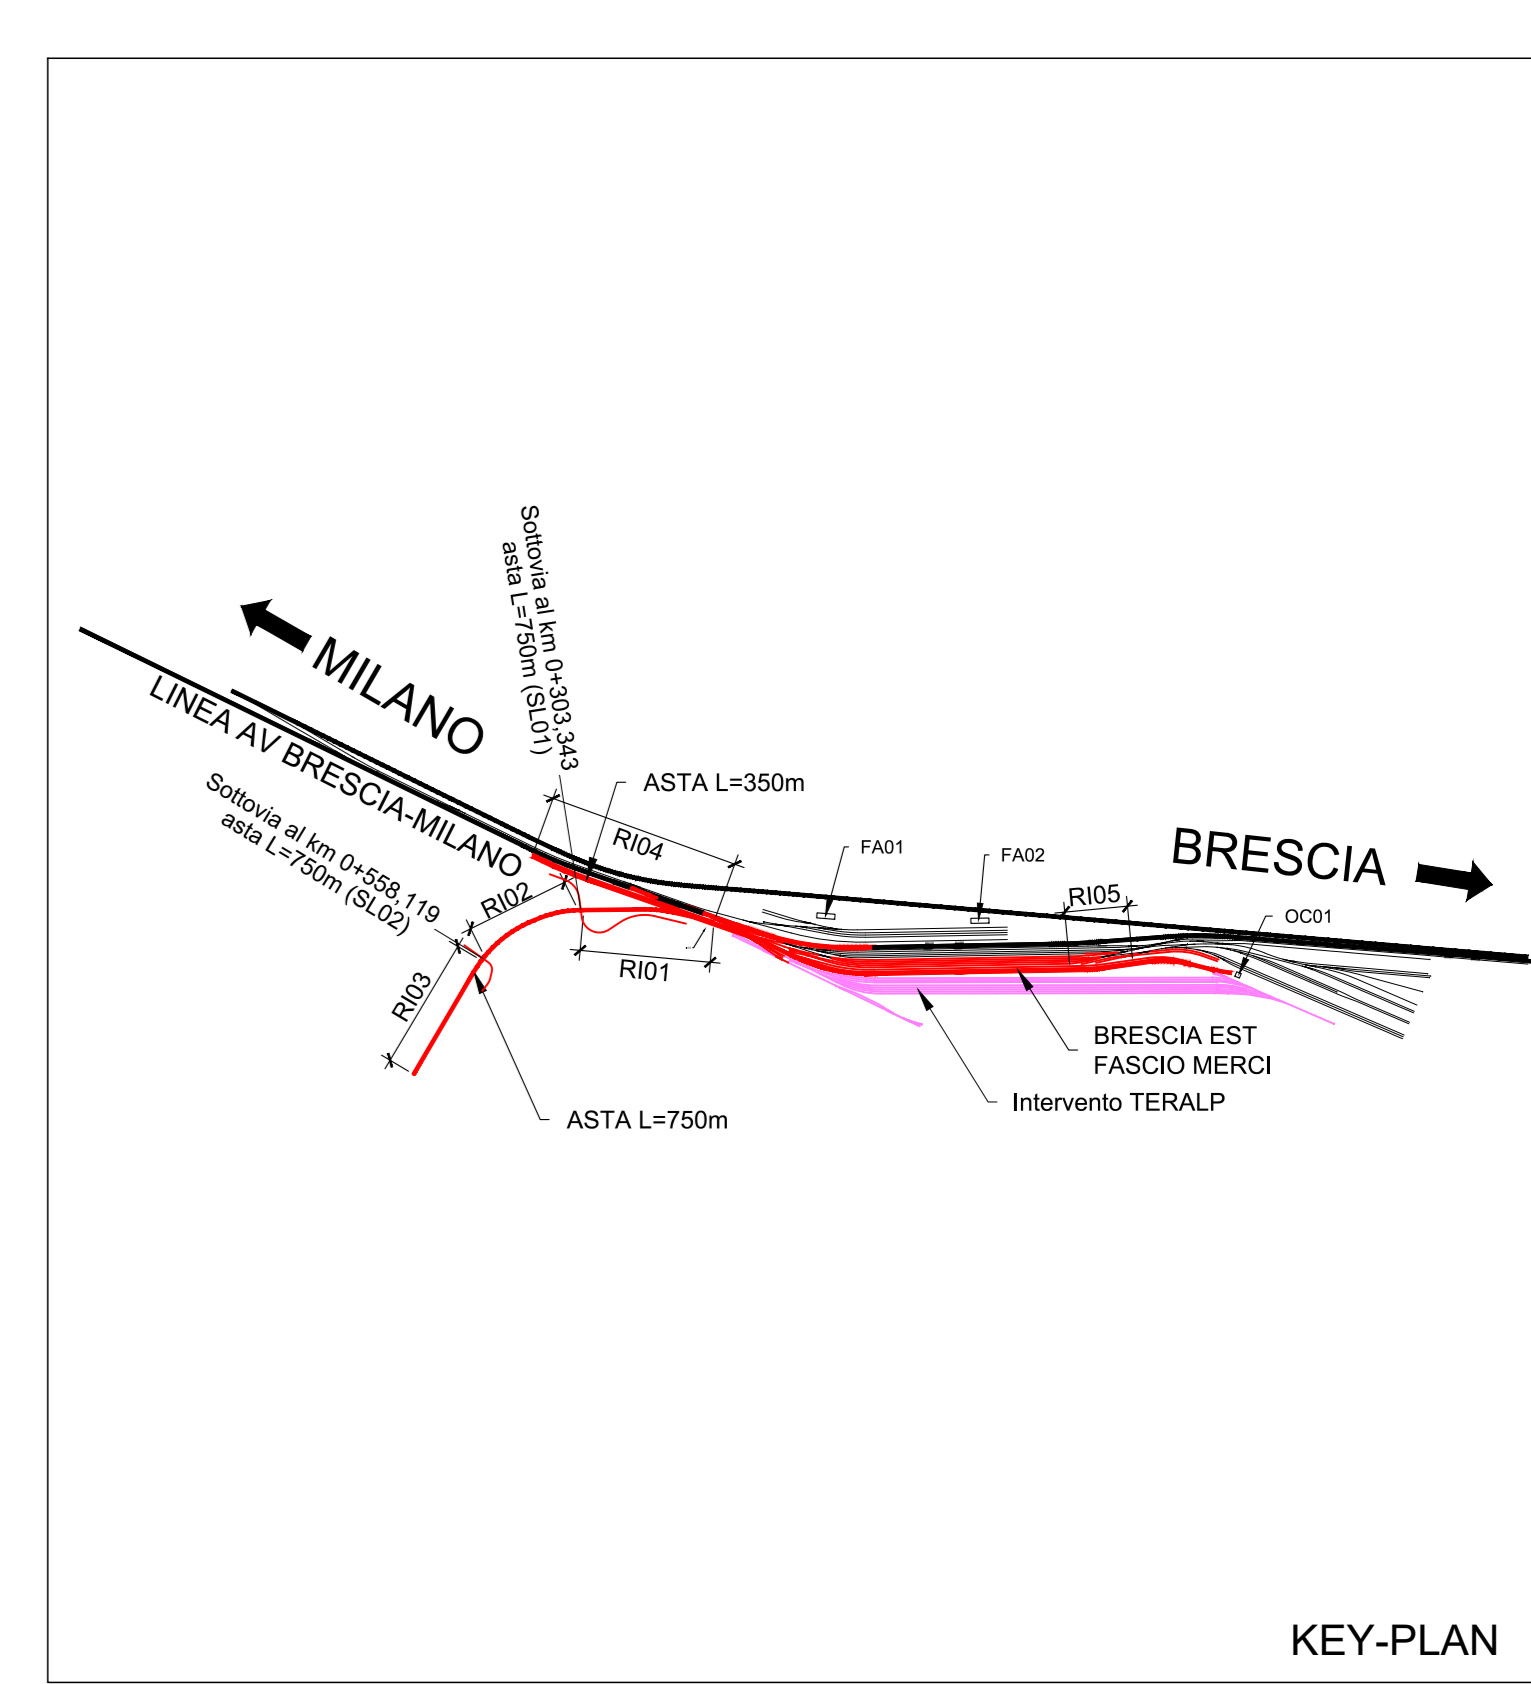 Sottovia al km 0+303,343
asta L=750m (SL01)
MILANO
LINEA AV BRESCIA-MILANO
ASTA L=350m
Sottovia al km 0+558,119
asta L=750m (SL02)
RI04
FA01
FA02
BRESCIA
RI02
RI05
OC01
RI01
RI03
BRESCIA EST
FASCIO MERCI
Intervento TERALP
ASTA L=750m
KEY-PLAN